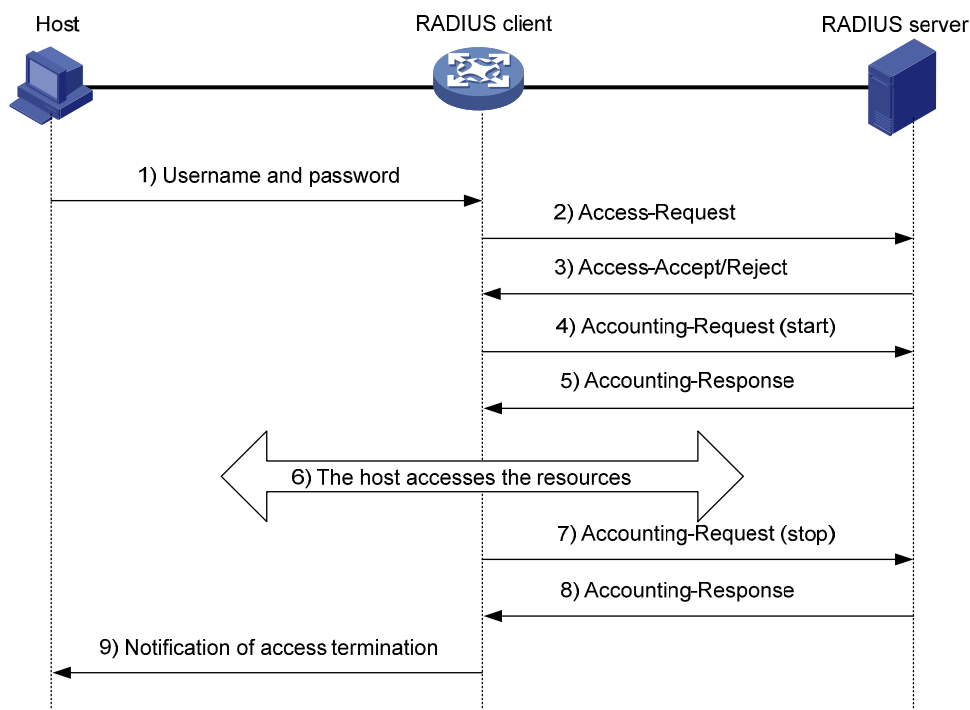 Host
RADIUS client
RADIUS server
1) Username and password
2) Access-Request
3) Access-Accept/Reject
4) Accounting-Request (start)
5) Accounting-Response
6) The host accesses the resources
7) Accounting-Request (stop)
8) Accounting-Response
9) Notification of access termination